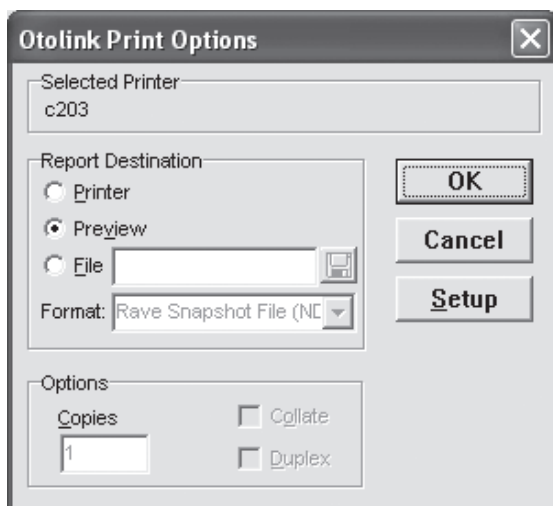 Otolink Print Options
Selected Printer
c203
Report Destination
Printer
Preview
File
Format: Rave Snapshot File (ND
OK
Cancel
Setup
Options
Copies
1
Collate
Duplex